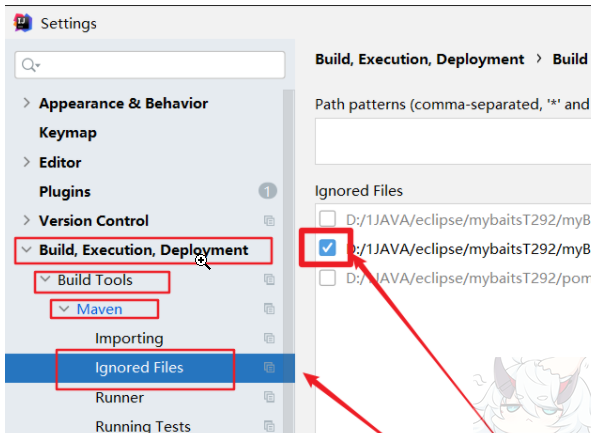 Settings
Build, Execution, Deployment > Build
Appearance & Behavior
Path patterns (comma-separated, '*' and
Keymap
Editor
Plugins
1
Ignored Files
Version Control
D:/1JAVA/eclipse/mybaitsT292/myB
Build, Execution, Deployment
D:/1JAVA/eclipse/mybaitsT292/myB
Build Tools
D:/1JAVA/eclipse/mybaitsT292/pom
Maven
Importing
Ignored Files
Runner
Running Tests